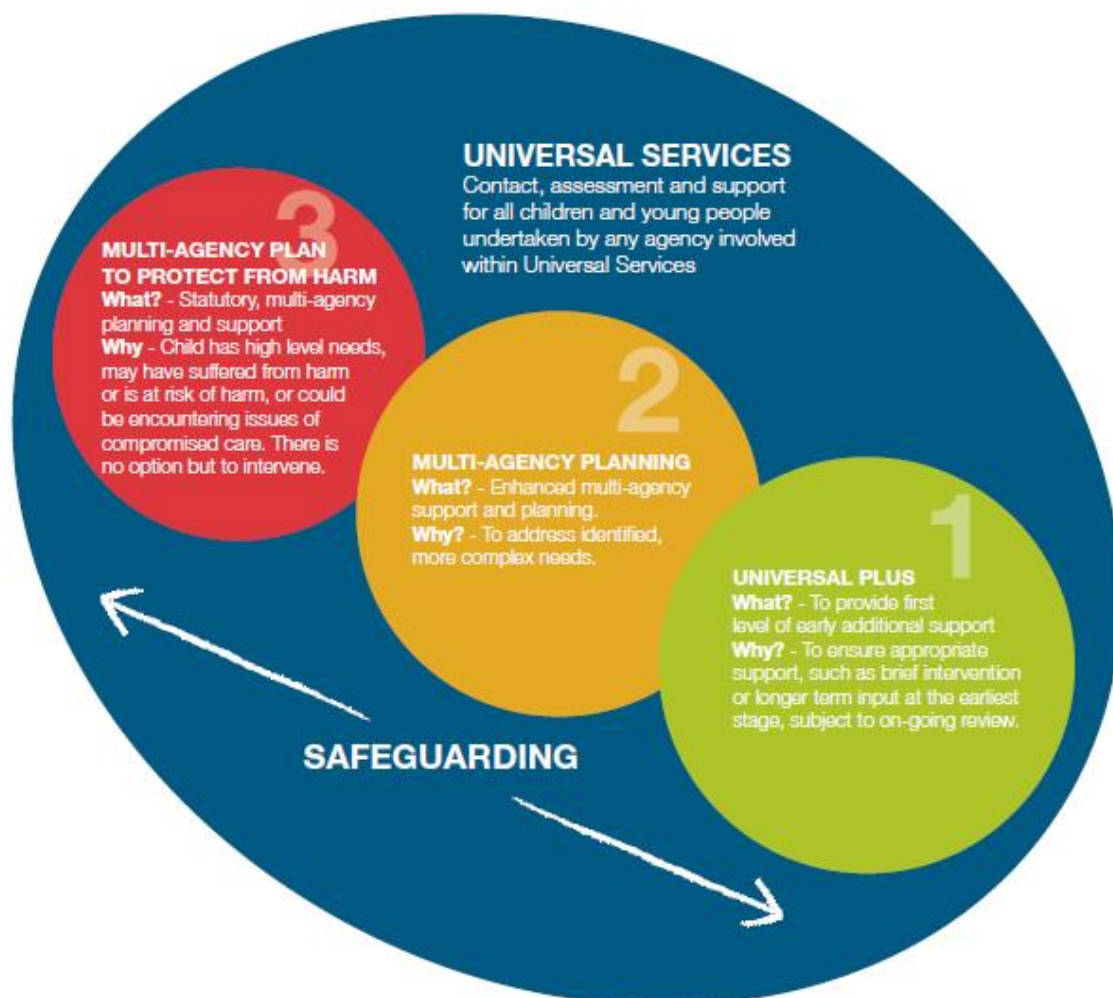 UNIVERSAL SERVICES
Contact, assessment and support
for all children and young people
undertaken by any agency involved
within Universal Services
3
MULTI-AGENCY PLAN
TO PROTECT FROM HARM
What? - Statutory, multi-agency
planning and support
Why - Child has high level needs,
may have suffered from harm
or is at risk of harm, or could
be encountering issues of
compromised care. There is
no option but to intervene.
2
MULTI-AGENCY PLANNING
What? - Enhanced multi-agency
support and planning.
Why? - To address identified,
more complex needs.
1
UNIVERSAL PLUS
What? - To provide first
level of early additional support
Why? - To ensure appropriate
support, such as brief intervention
or longer term input at the earliest
stage, subject to on-going review.
SAFEGUARDING